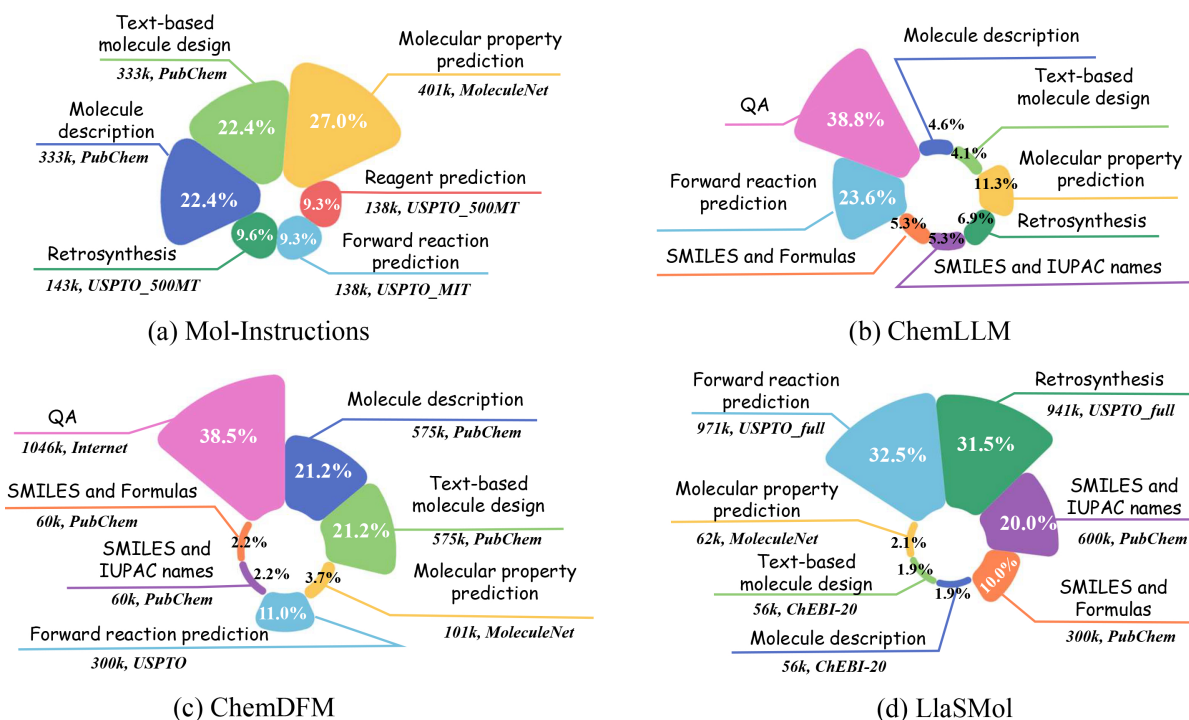 Text-based
molecule design
333k, PubChem
22.4%
Molecular property
prediction
401k, MoleculeNet
27.0%
Molecule
description
333k, PubChem
22.4%
Reagent prediction
138k, USPTO_500MT
9.3%
Retrosynthesis
143k, USPTO_500MT
9.6%
Forward reaction
prediction
138k, USPTO_MIT
9.3%
(a) Mol-Instructions
Molecule description
4.6%
QA
38.8%
Text-based
molecule design
4.1%
Molecular property
prediction
11.3%
Forward reaction
prediction
23.6%
Retrosynthesis
6.9%
SMILES and Formulas
5.3%
SMILES and IUPAC names
5.3%
(b) ChemLLM
QA
1046k, Internet
38.5%
Molecule description
575k, PubChem
21.2%
SMILES and Formulas
60k, PubChem
2.2%
Text-based
molecule design
575k, PubChem
21.2%
SMILES and
IUPAC names
60k, PubChem
2.2%
Molecular property
prediction
101k, MoleculeNet
3.7%
Forward reaction prediction
300k, USPTO
11.0%
(c) ChemDFM
Forward reaction
prediction
971k, USPTO_full
32.5%
Retrosynthesis
941k, USPTO_full
31.5%
Molecular property
prediction
62k, MoleculeNet
2.1%
SMILES and
IUPAC names
600k, PubChem
20.0%
Text-based
molecule design
56k, ChEBI-20
1.9%
SMILES and
Formulas
300k, PubChem
10.0%
Molecule description
56k, ChEBI-20
1.9%
(d) LlaSMol